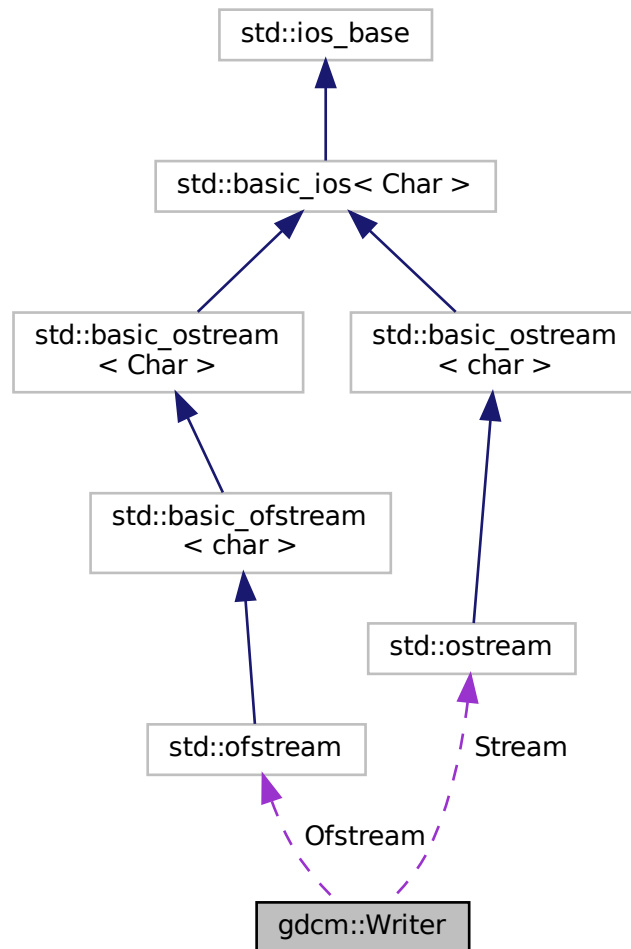 std::ios_base
std::basic_ios< Char >
std::basic_ostream
< Char >
std::basic_ostream
< char >
std::basic_ofstream
< char >
std::ostream
std::ofstream
Stream
Ofstream
gdcm::Writer